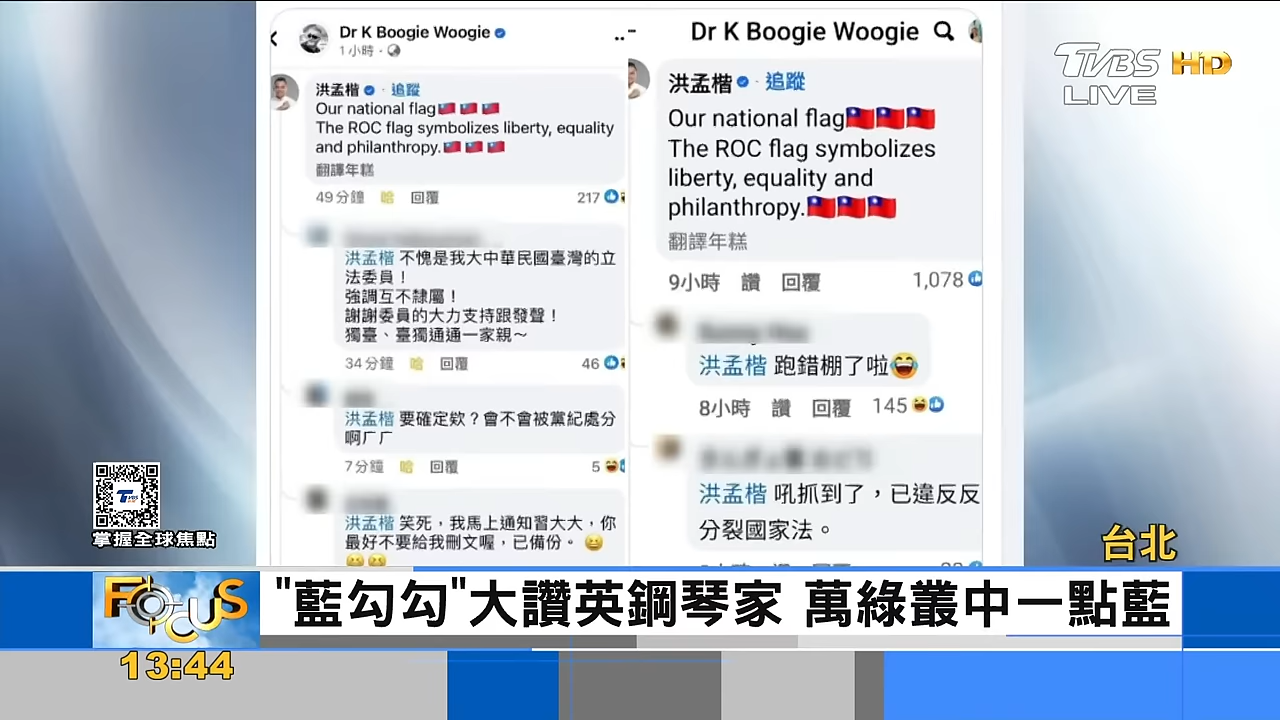 Dr K Boogie Woogie
1小時
洪孟楷 · 追蹤
Our national flag🇹🇼🇹🇼🇹🇼
The ROC flag symbolizes liberty, equality
and philanthropy.🇹🇼🇹🇼🇹🇼
翻譯年糕
49分鐘 哈 回覆 217
洪孟楷 不愧是我大中華民國臺灣的立
法委員！
強調互不隸屬！
謝謝委員的大力支持跟發聲！
獨臺、臺獨通通一家親～
34分鐘 哈 回覆 46
洪孟楷 要確定欸？會不會被黨紀處分
啊厂厂
7分鐘 哈 回覆 5
洪孟楷 笑死，我馬上通知習大大，你
最好不要給我刪文喔，已備份。😄
😄😄
Dr K Boogie Woogie
洪孟楷 · 追蹤
Our national flag🇹🇼🇹🇼🇹🇼
The ROC flag symbolizes
liberty, equality and
philanthropy.🇹🇼🇹🇼🇹🇼
翻譯年糕
9小時 讚 回覆 1,078
洪孟楷 跑錯棚了啦😂
8小時 讚 回覆 145
洪孟楷 吼抓到了，已違反反
分裂國家法。
TVBS HD
LIVE
TVBS
掌握全球焦點
台北
FOCUS
"藍勾勾"大讚英鋼琴家 萬綠叢中一點藍
13:44